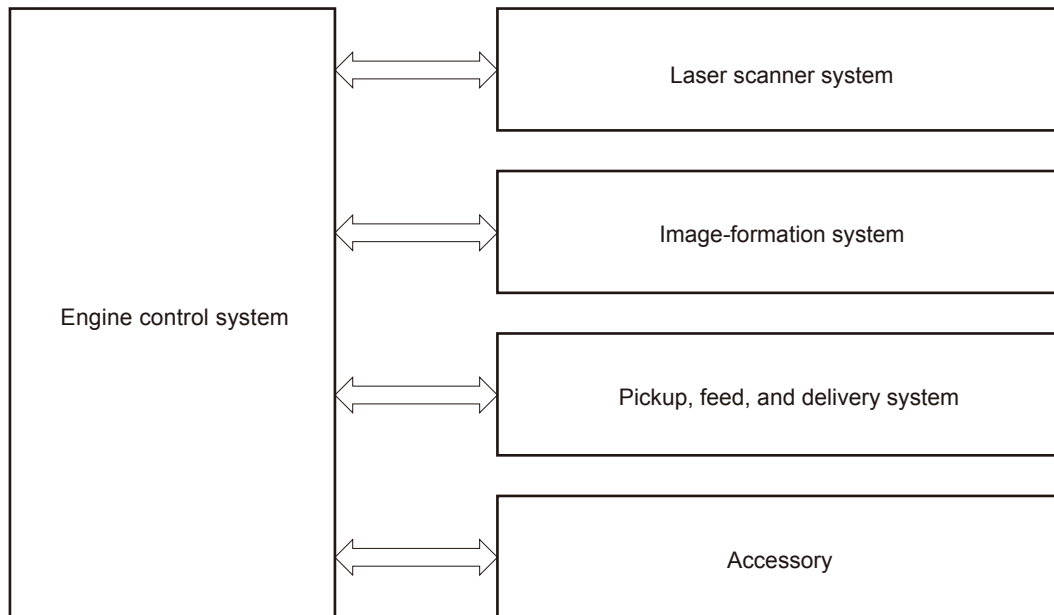 Laser scanner system
Image-formation system
Engine control system
Pickup, feed, and delivery system
Accessory